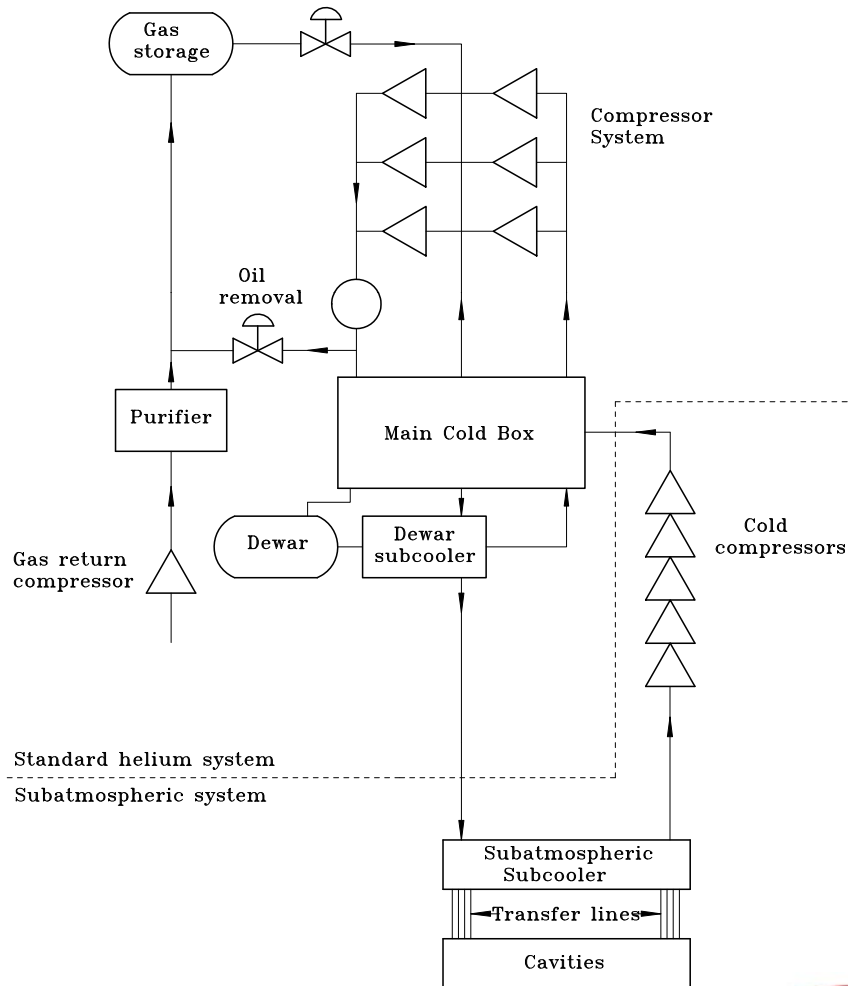 Gas
storage
Compressor
System
Oil
removal
Purifier
Main Cold Box
Dewar
Dewar
subcooler
Cold
compressors
Gas return
compressor
Standard helium system
Subatmospheric system
Subatmospheric
Subcooler
Transfer lines
Cavities